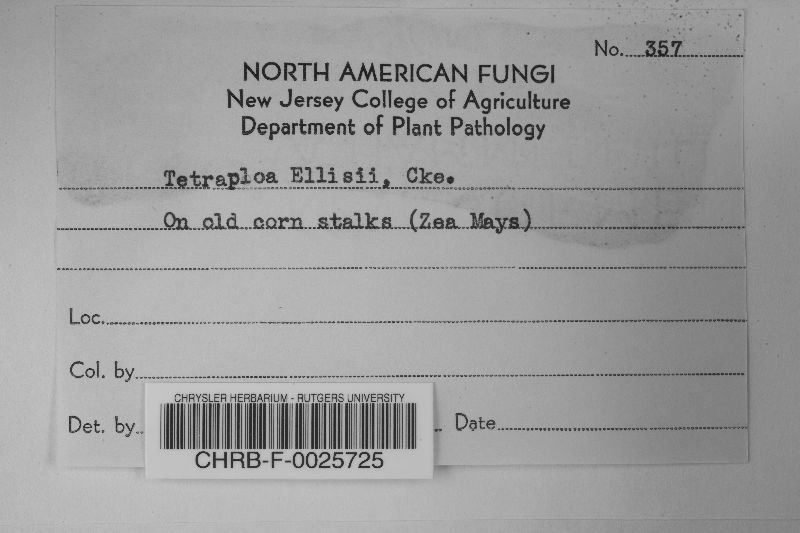 No. 357
NORTH AMERICAN FUNGI
New Jersey College of Agriculture
Department of Plant Pathology
Tetraploa Ellisii, Cke.
On old corn stalks (Zea Mays)
Loc.
Col. by
Det. by
Date
CHRYSLER HERBARIUM - RUTGERS UNIVERSITY
CHRB-F-0025725